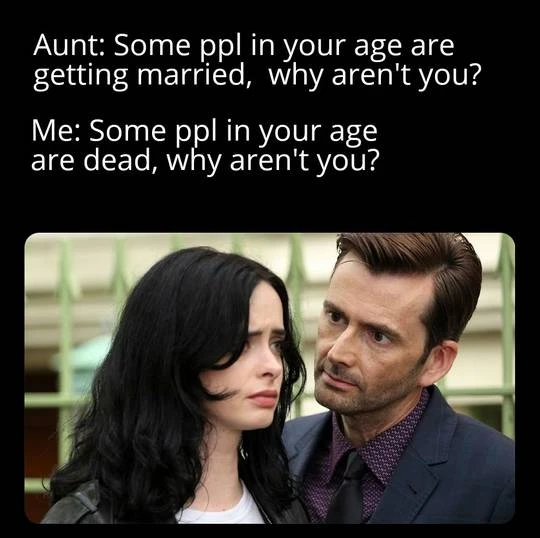 Aunt: Some ppl in your age are
getting married,  why aren't you?
Me: Some ppl in your age
are dead, why aren't you?